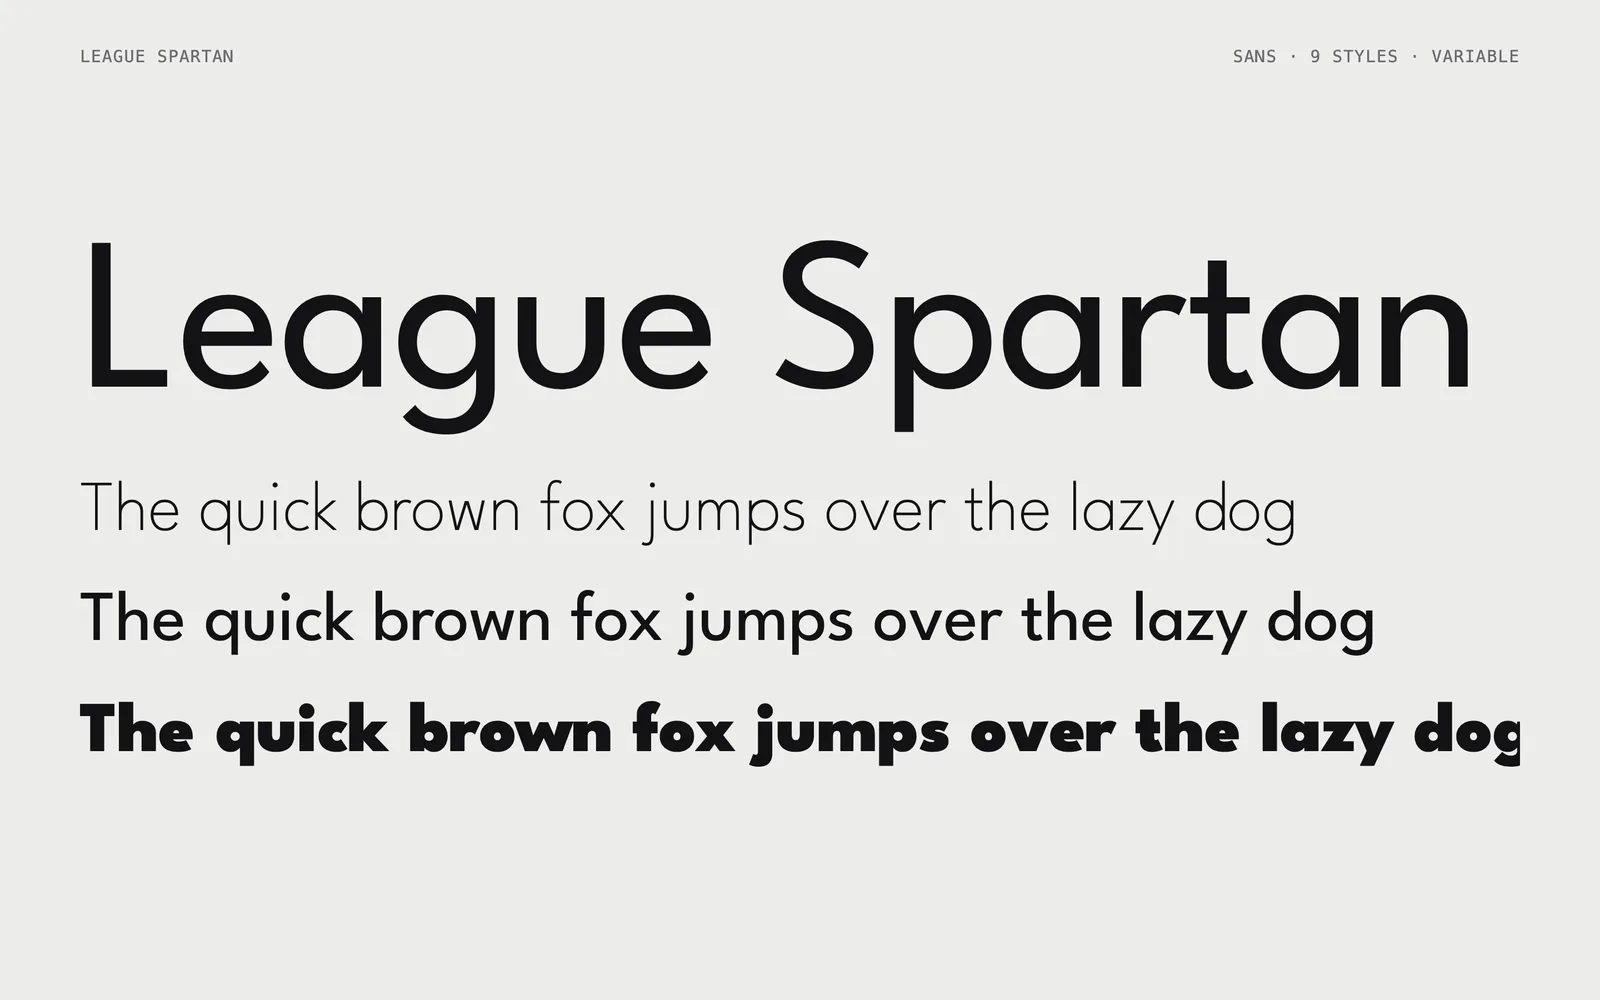 LEAGUE SPARTAN
SANS · 9 STYLES · VARIABLE
League Spartan
The quick brown fox jumps over the lazy dog
The quick brown fox jumps over the lazy dog
The quick brown fox jumps over the lazy dog